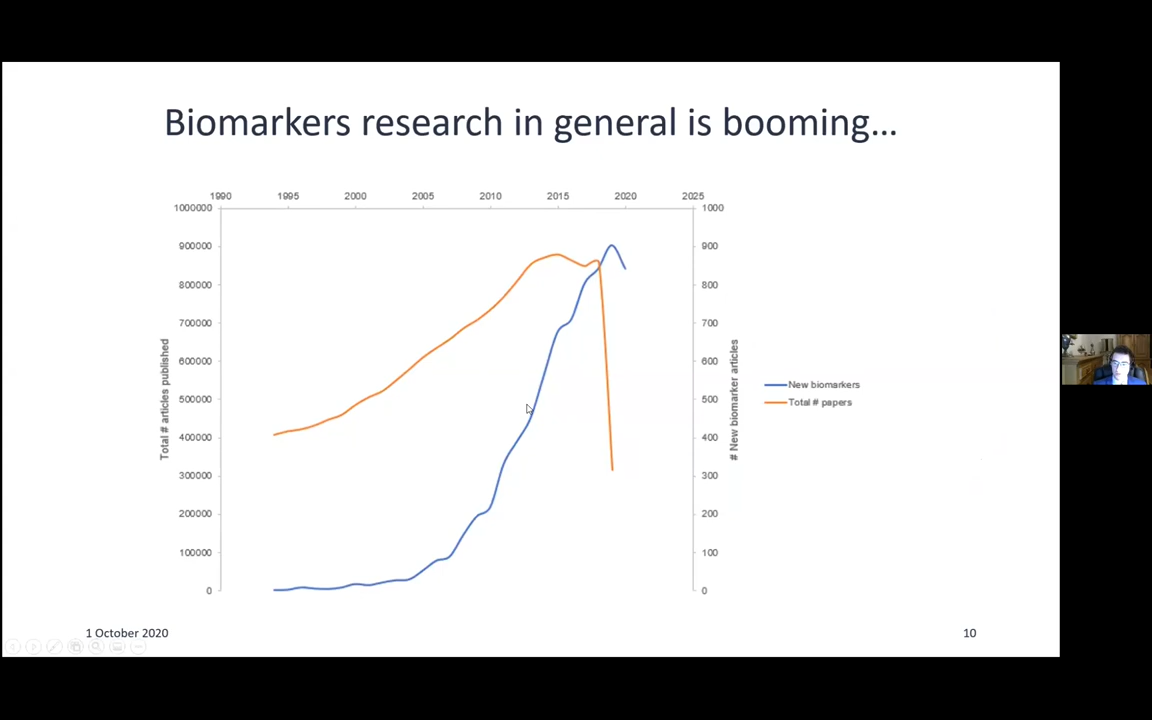 Biomarkers research in general is booming...
1990 1995 2000 2005 2010 2015 2020 2025
1000000 1000
900000 900
800000 800
700000 700
600000 600
500000 500
400000 400
300000 300
200000 200
100000 100
0 0
Total # articles published
# New biomarker articles
New biomarkers
Total # papers
1 October 2020 10